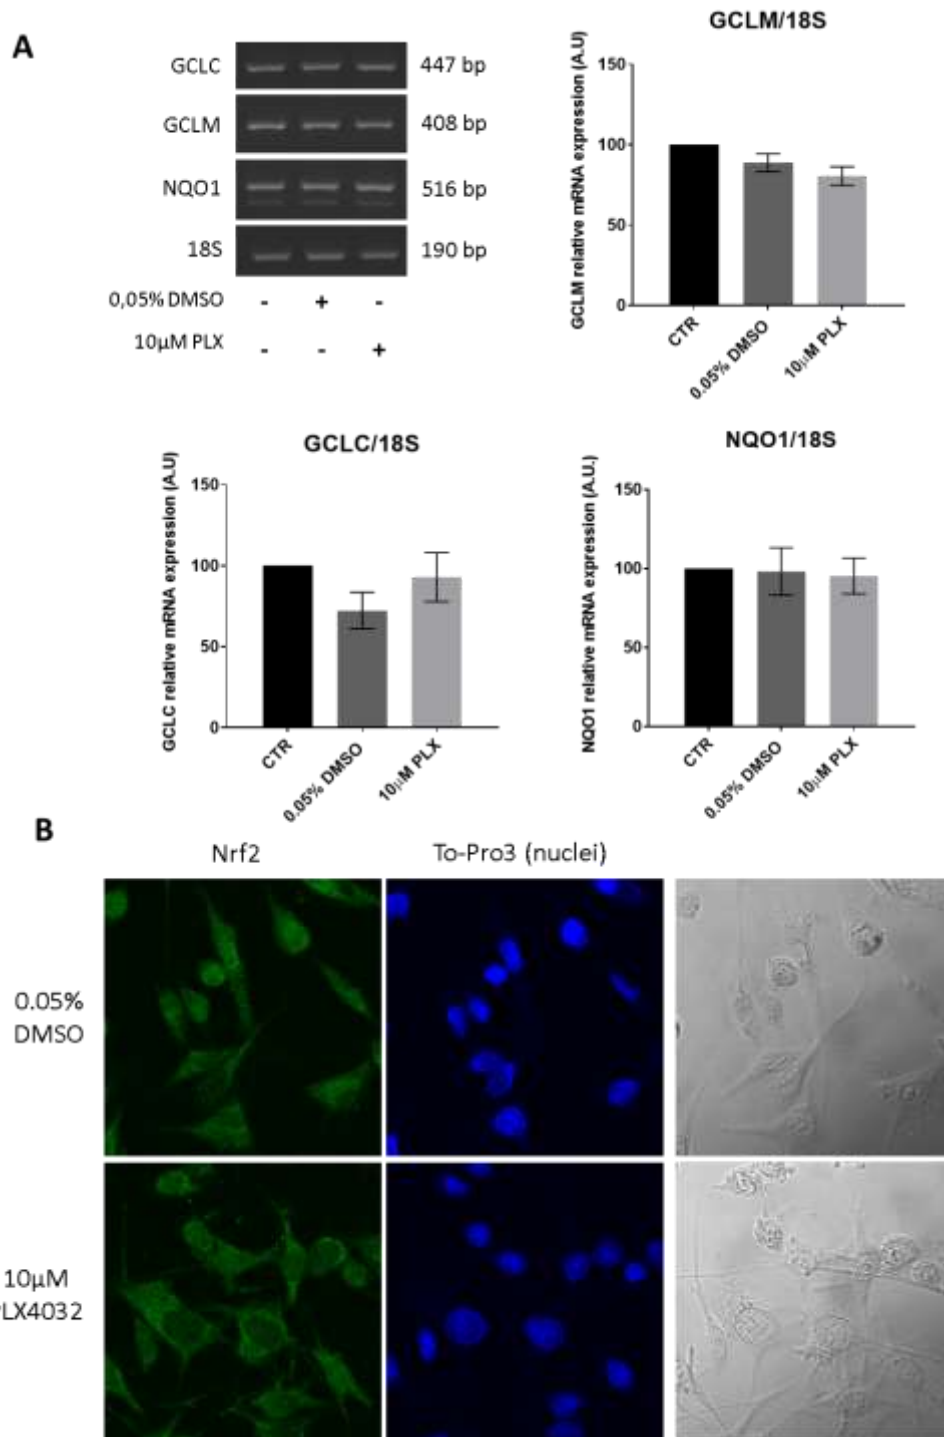 A
GCLC 447 bp
GCLM 408 bp
NQO1 516 bp
18S 190 bp
0,05% DMSO - + -
10µM PLX - - +
GCLM/18S
GCLM relative mRNA expression (A.U)
150
100
50
0
CTR
0.05% DMSO
10µM PLX
GCLC/18S
GCLC relative mRNA expression (A.U)
150
100
50
0
CTR
0.05% DMSO
10µM PLX
NQO1/18S
NQO1 relative mRNA expression (A.U.)
150
100
50
0
CTR
0.05% DMSO
10µM PLX
B
Nrf2 To-Pro3 (nuclei)
0.05%
DMSO
10µM
PLX4032